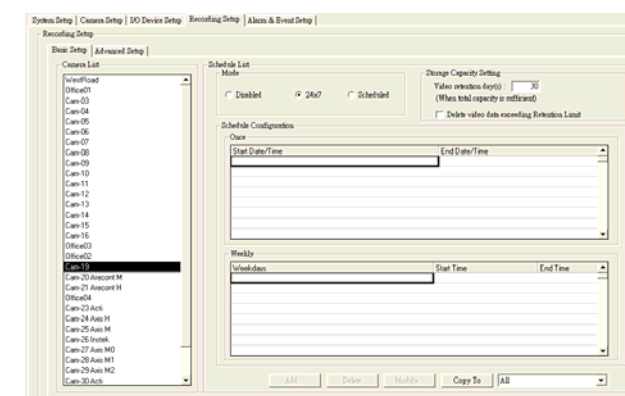 System Setup | Camera Setup | I/O Device Setup | Recording Setup | Alarm & Event Setup |
Recording Setup
Basic Setup | Advanced Setup |
Camera List
WestRoad
Office01
Cam-03
Cam-04
Cam-05
Cam-06
Cam-07
Cam-08
Cam-09
Cam-10
Cam-11
Cam-12
Cam-13
Cam-14
Cam-15
Cam-16
Office03
Office02
Cam-19
Cam-20 Arecont M
Cam-21 Arecont H
Office04
Cam-23 Acti
Cam-24 Axis H
Cam-25 Axis M
Cam-26 Instek
Cam-27 Axis M0
Cam-28 Axis M1
Cam-29 Axis M2
Cam-30 Acti
Schedule List
Mode
Disabled 24x7 Scheduled
Storage Capacity Setting
Video retention day(s) : 30
(When total capacity is sufficient)
Delete video data exceeding Retention Limit
Schedule Configuration
Once
Start Date/Time End Date/Time
Weekly
Weekdays Start Time End Time
Add Delete Modify Copy To All